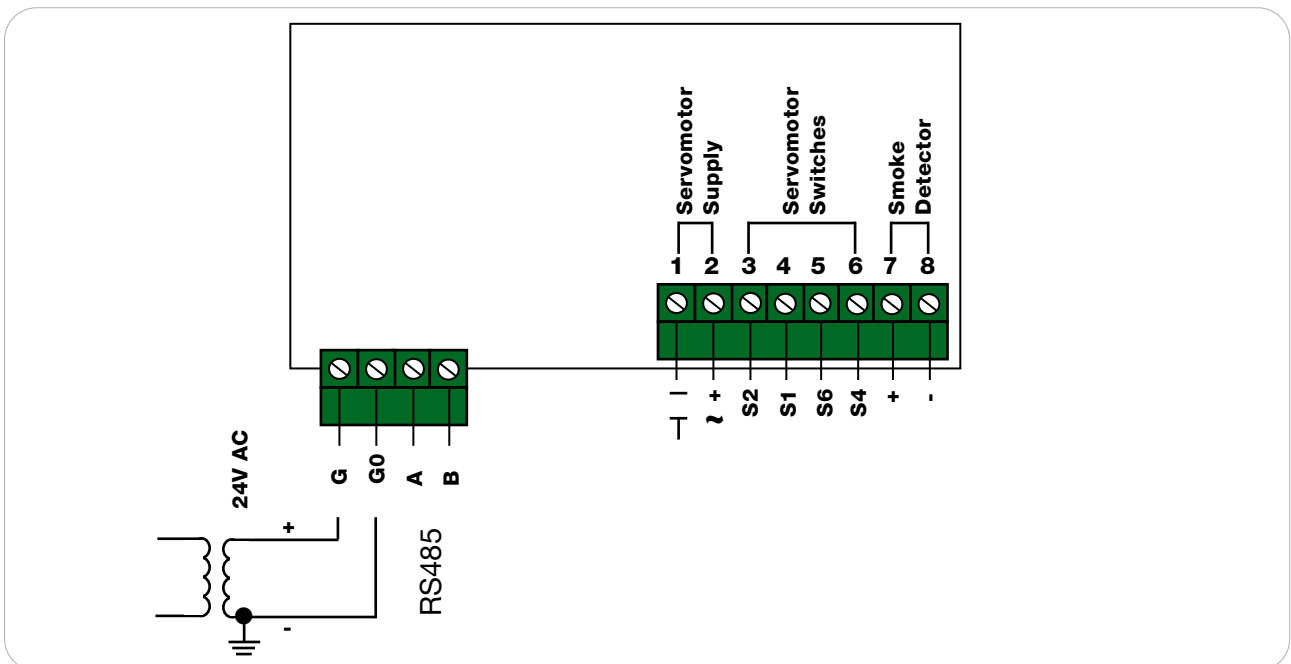 Servomotor
Supply
Servomotor
Switches
Smoke
Detector
1 2 3 4 5 6 7 8
~ +
S2
S1
S6
S4
+
-
G
G0
A
B
24V AC
+
-
RS485